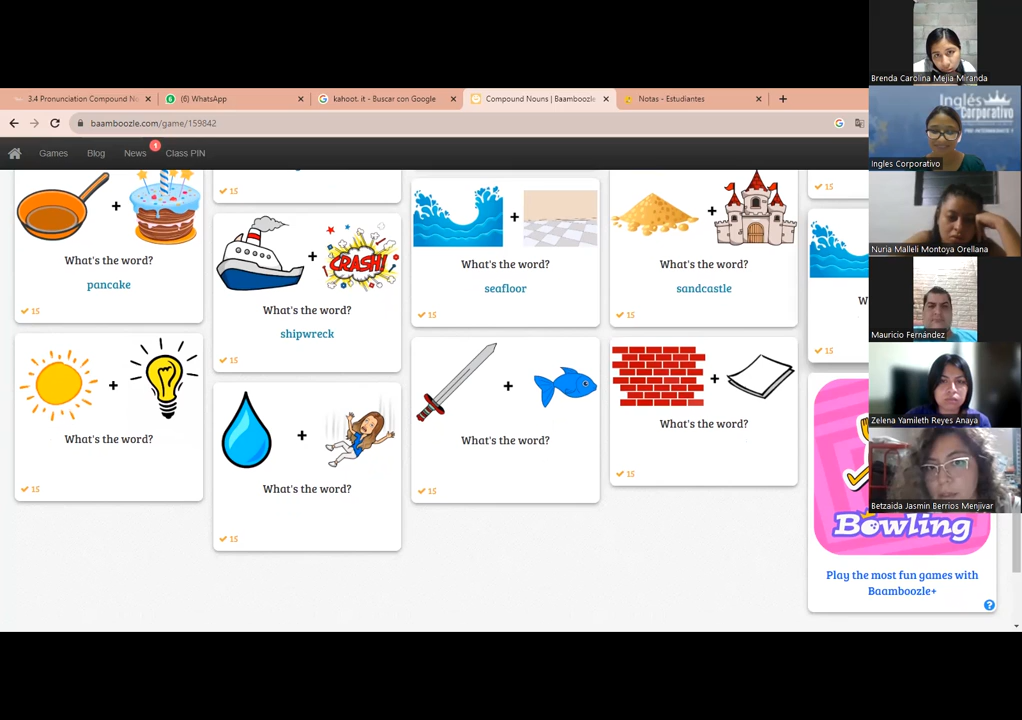 Brenda Carolina Mejia Miranda
3.4 Pronunciation Compound No
(6) WhatsApp
kahoot. it - Buscar con Google
Compound Nouns | Baamboozle
Notas - Estudiantes
baamboozle.com/game/159842
Inglés
Corporativo
Ingles Corporativo
Games
Blog
News
1
Class PIN
15
15
What's the word?
pancake
15
CRASH!
What's the word?
shipwreck
15
What's the word?
seafloor
15
What's the word?
sandcastle
15
W
15
Nuria Malleli Montoya Orellana
Mauricio Fernández
Zelena Yamileth Reyes Anaya
Betzaida Jasmin Berrios Menjivar
What's the word?
15
What's the word?
15
What's the word?
15
What's the word?
15
Bowling
Play the most fun games with
Baamboozle+
?